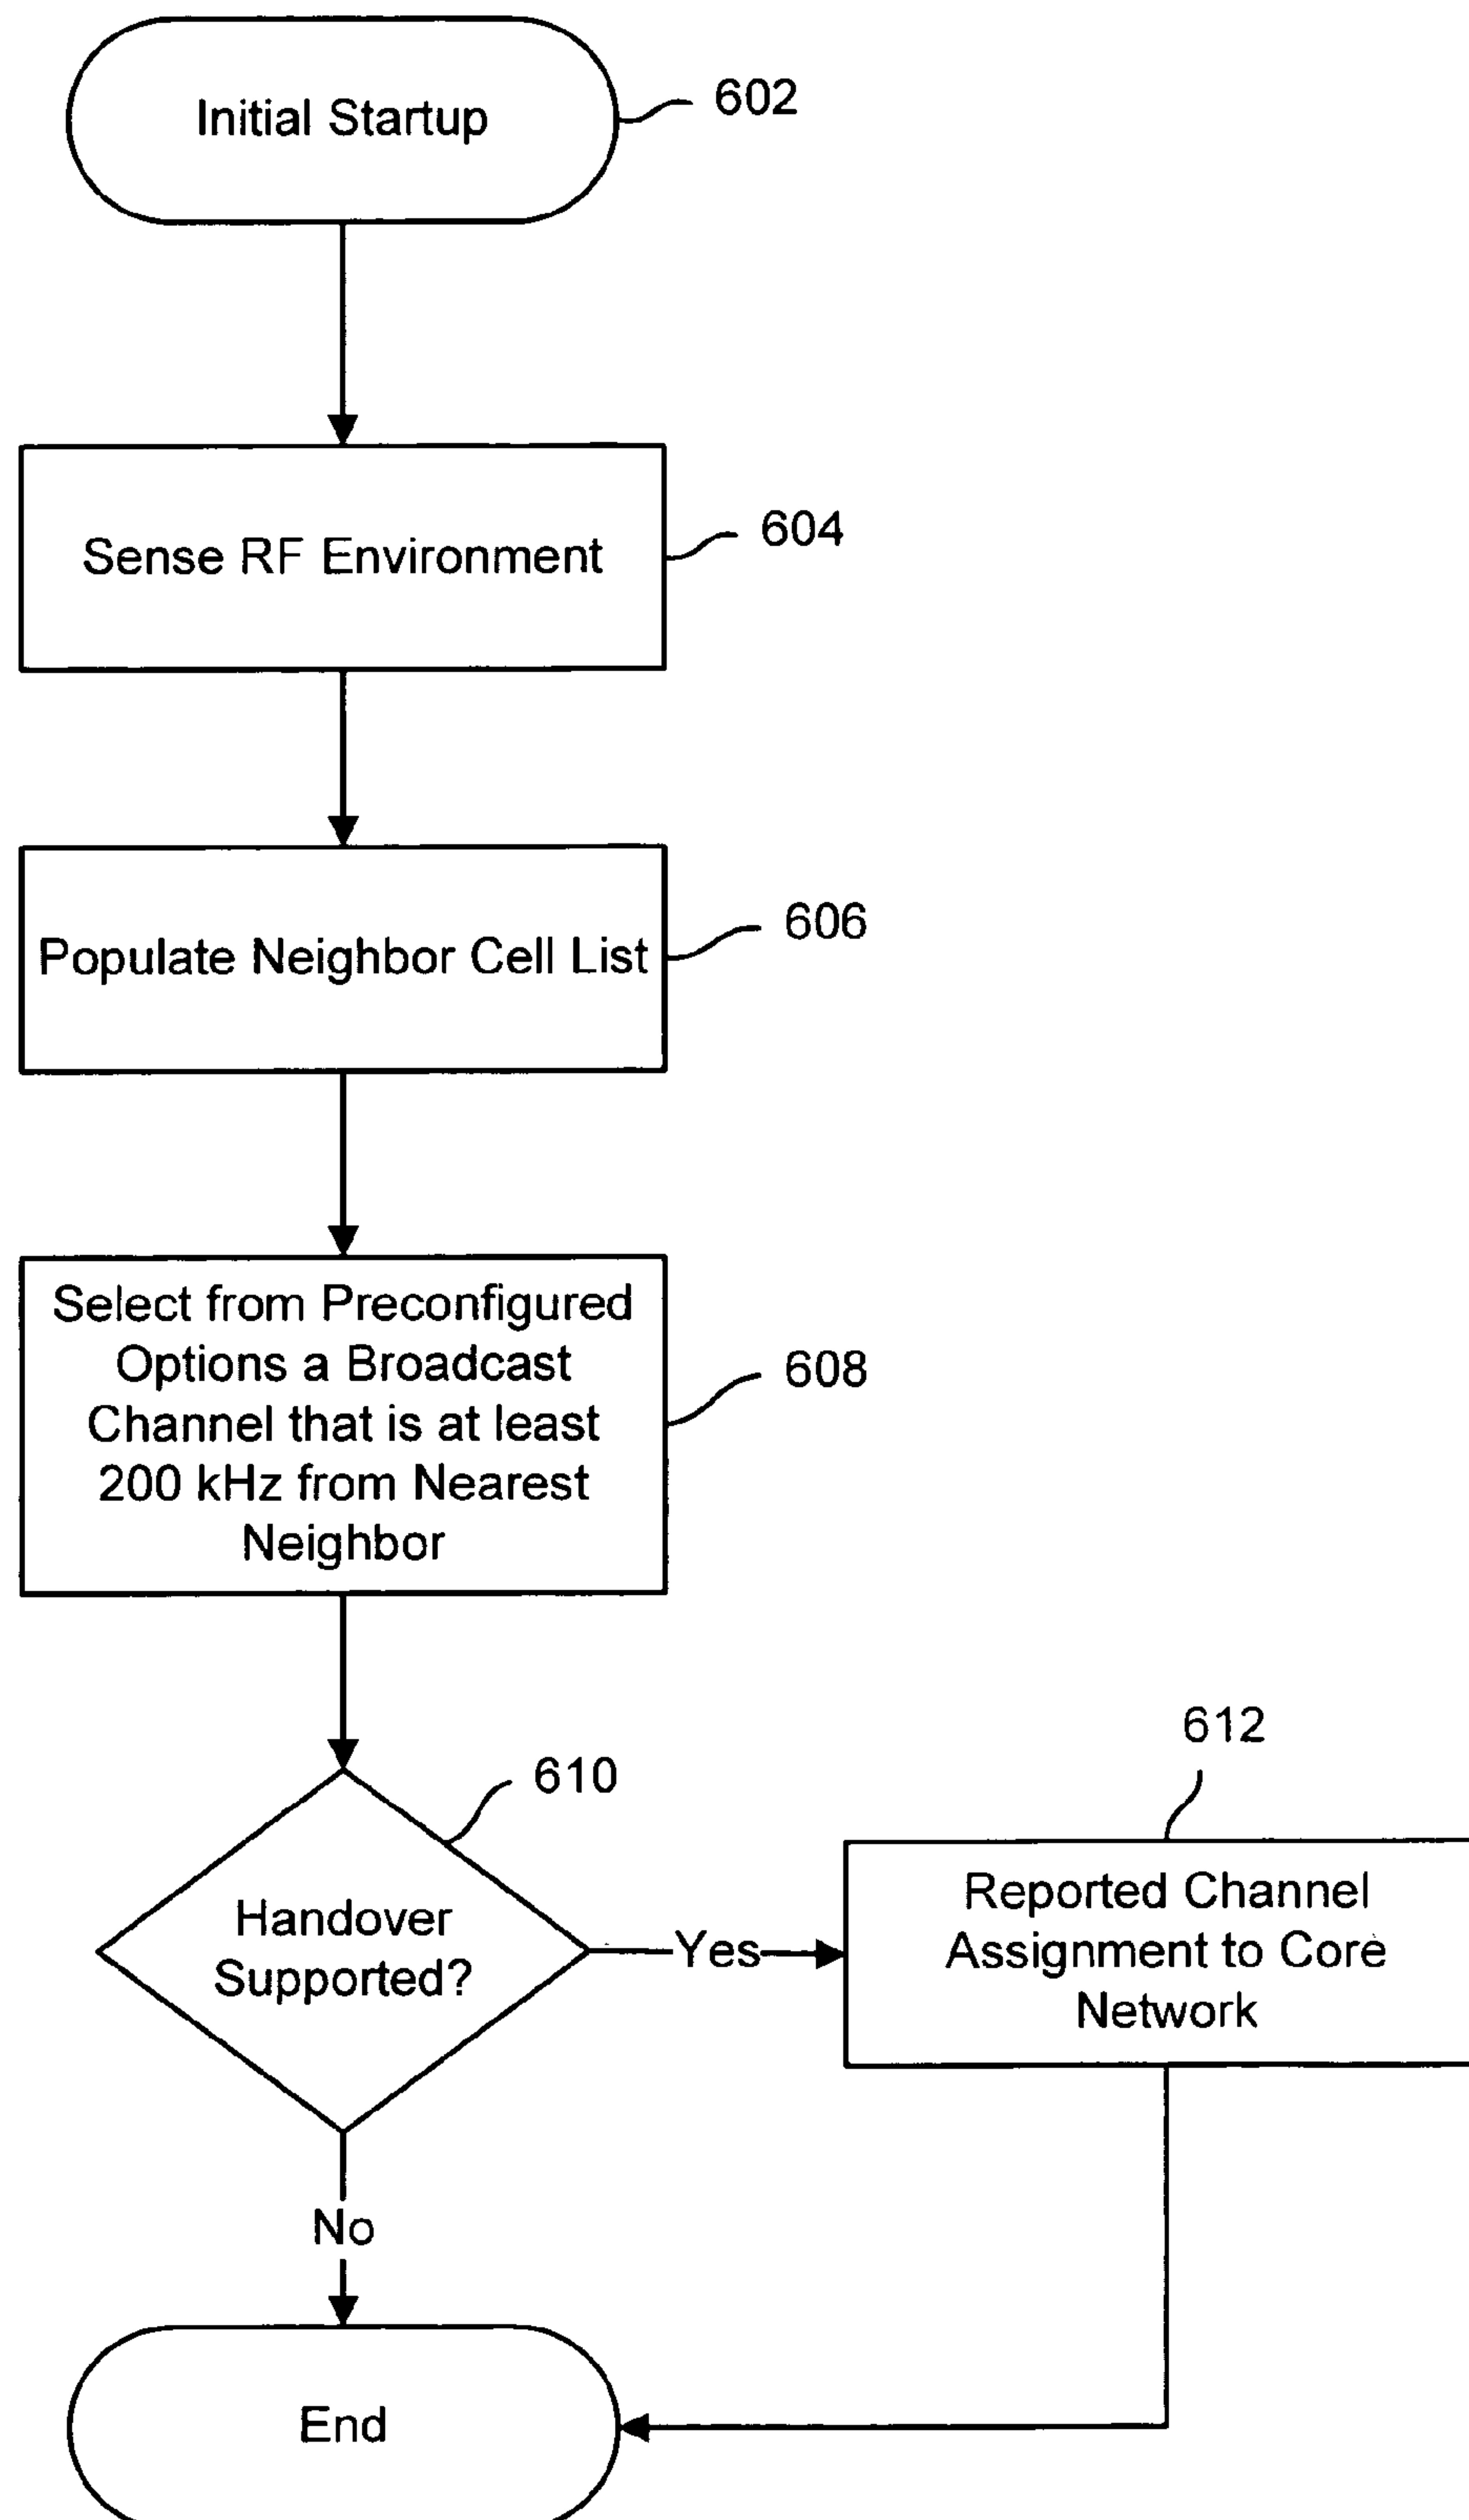 Initial Startup
602
Sense RF Environment
604
Populate Neighbor Cell List
606
Select from Preconfigured
Options a Broadcast
Channel that is at least
200 kHz from Nearest
Neighbor
608
610
Handover
Supported?
Yes
612
Reported Channel
Assignment to Core
Network
No
End